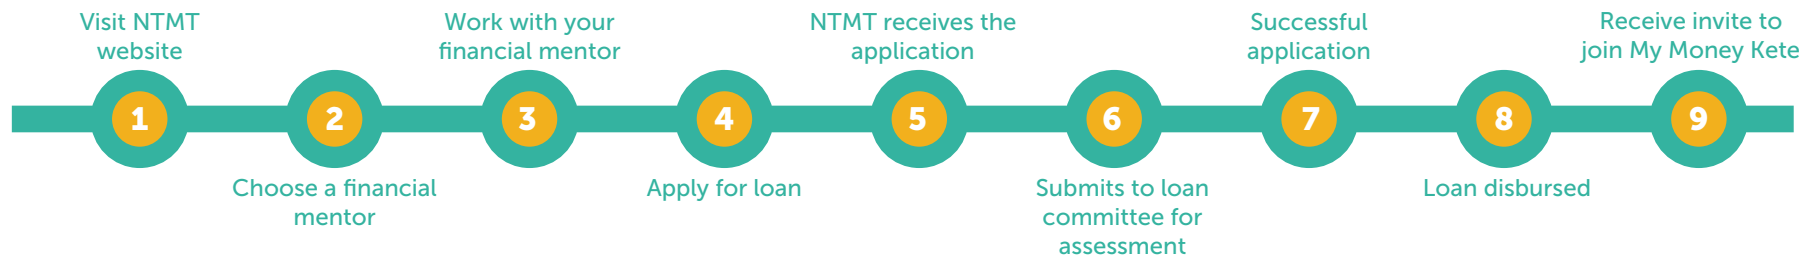 Visit NTMT
website
Work with your
financial mentor
NTMT receives the
application
Successful
application
Receive invite to
join My Money Kete
1
2
3
4
5
6
7
8
9
Choose a financial
mentor
Apply for loan
Submits to loan
committee for
assessment
Loan disbursed